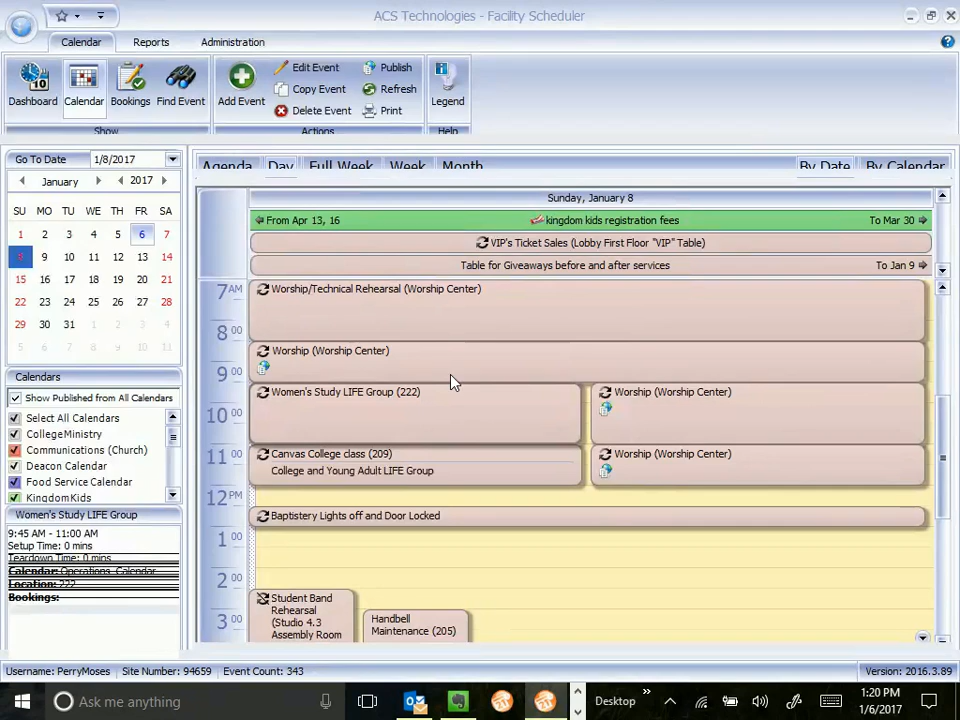 ACS Technologies - Facility Scheduler
Calendar Reports Administration
Dashboard Calendar Bookings Find Event
Add Event
Edit Event
Copy Event
Delete Event
Publish
Refresh
Print
Legend
Show
Actions
Help
Go To Date 1/8/2017
January 2017
SU MO TU WE TH FR SA
1 2 3 4 5 6 7
8 9 10 11 12 13 14
15 16 17 18 19 20 21
22 23 24 25 26 27 28
29 30 31 1 2 3 4
5 6 7 8 9 10 11
Calendars
Show Published from All Calendars
Select All Calendars
College Ministry
Communications (Church)
Deacon Calendar
Food Service Calendar
Kingdom Kids
Women's Study LIFE Group
9:45 AM - 11:00 AM
Setup Time: 0 mins
Teardown Time: 0 mins
Calendar: Operations Calendar
Location: 222
Bookings:
Agenda Day Full Week Week Month By Date By Calendar
Sunday, January 8
From Apr 13, 16 kingdom kids registration fees To Mar 30
VIP's Ticket Sales (Lobby First Floor "VIP" Table)
Table for Giveaways before and after services To Jan 9
7 AM
Worship/Technical Rehearsal (Worship Center)
8 00
Worship (Worship Center)
9 00
Women's Study LIFE Group (222)
Worship (Worship Center)
10 00
Canvas College class (209)
College and Young Adult LIFE Group
Worship (Worship Center)
11 00
12 PM
Baptistery Lights off and Door Locked
1 00
2 00
Student Band
Rehearsal
(Studio 4.3
Assembly Room
Handbell
Maintenance (205)
3 00
Username: PerryMoses Site Number: 94659 Event Count: 343 Version: 2016.3.89
Ask me anything
Desktop
1:20 PM
1/6/2017